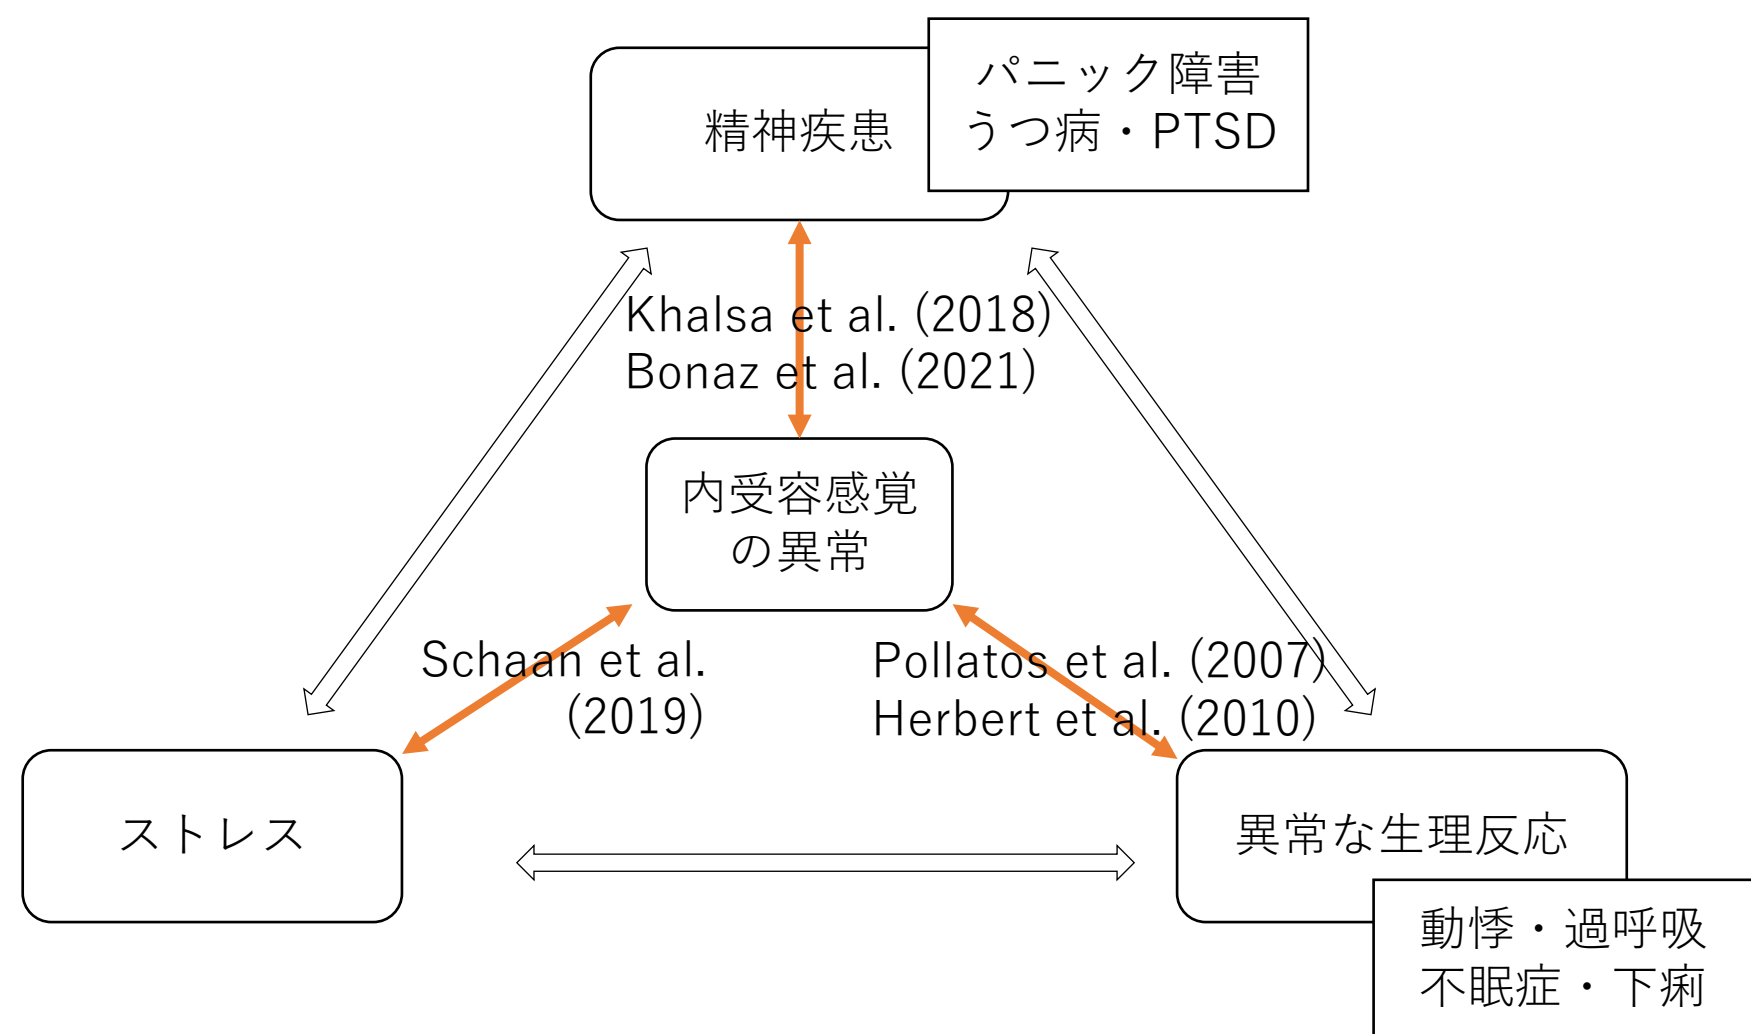 精神疾患
パニック障害
うつ病・PTSD
Khalsa et al. (2018)
Bonaz et al. (2021)
内受容感覚
の異常
Schaan et al.
(2019)
Pollatos et al. (2007)
Herbert et al. (2010)
ストレス
異常な生理反応
動悸・過呼吸
不眠症・下痢